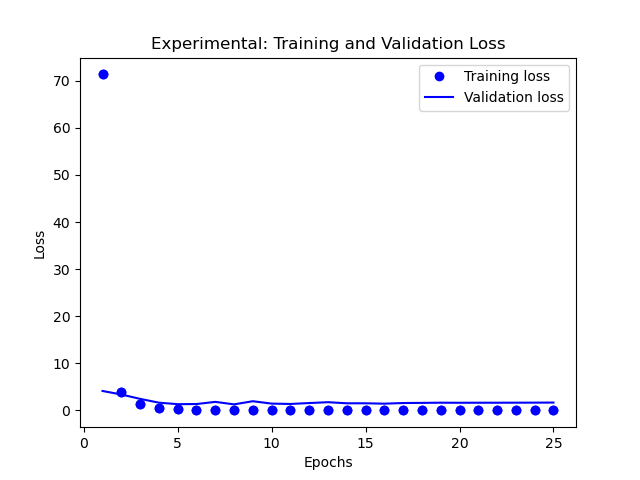 Experimental: Training and Validation Loss
Training loss
Validation loss
70
60
50
40
30
20
10
0
Loss
0 5 10 15 20 25
Epochs